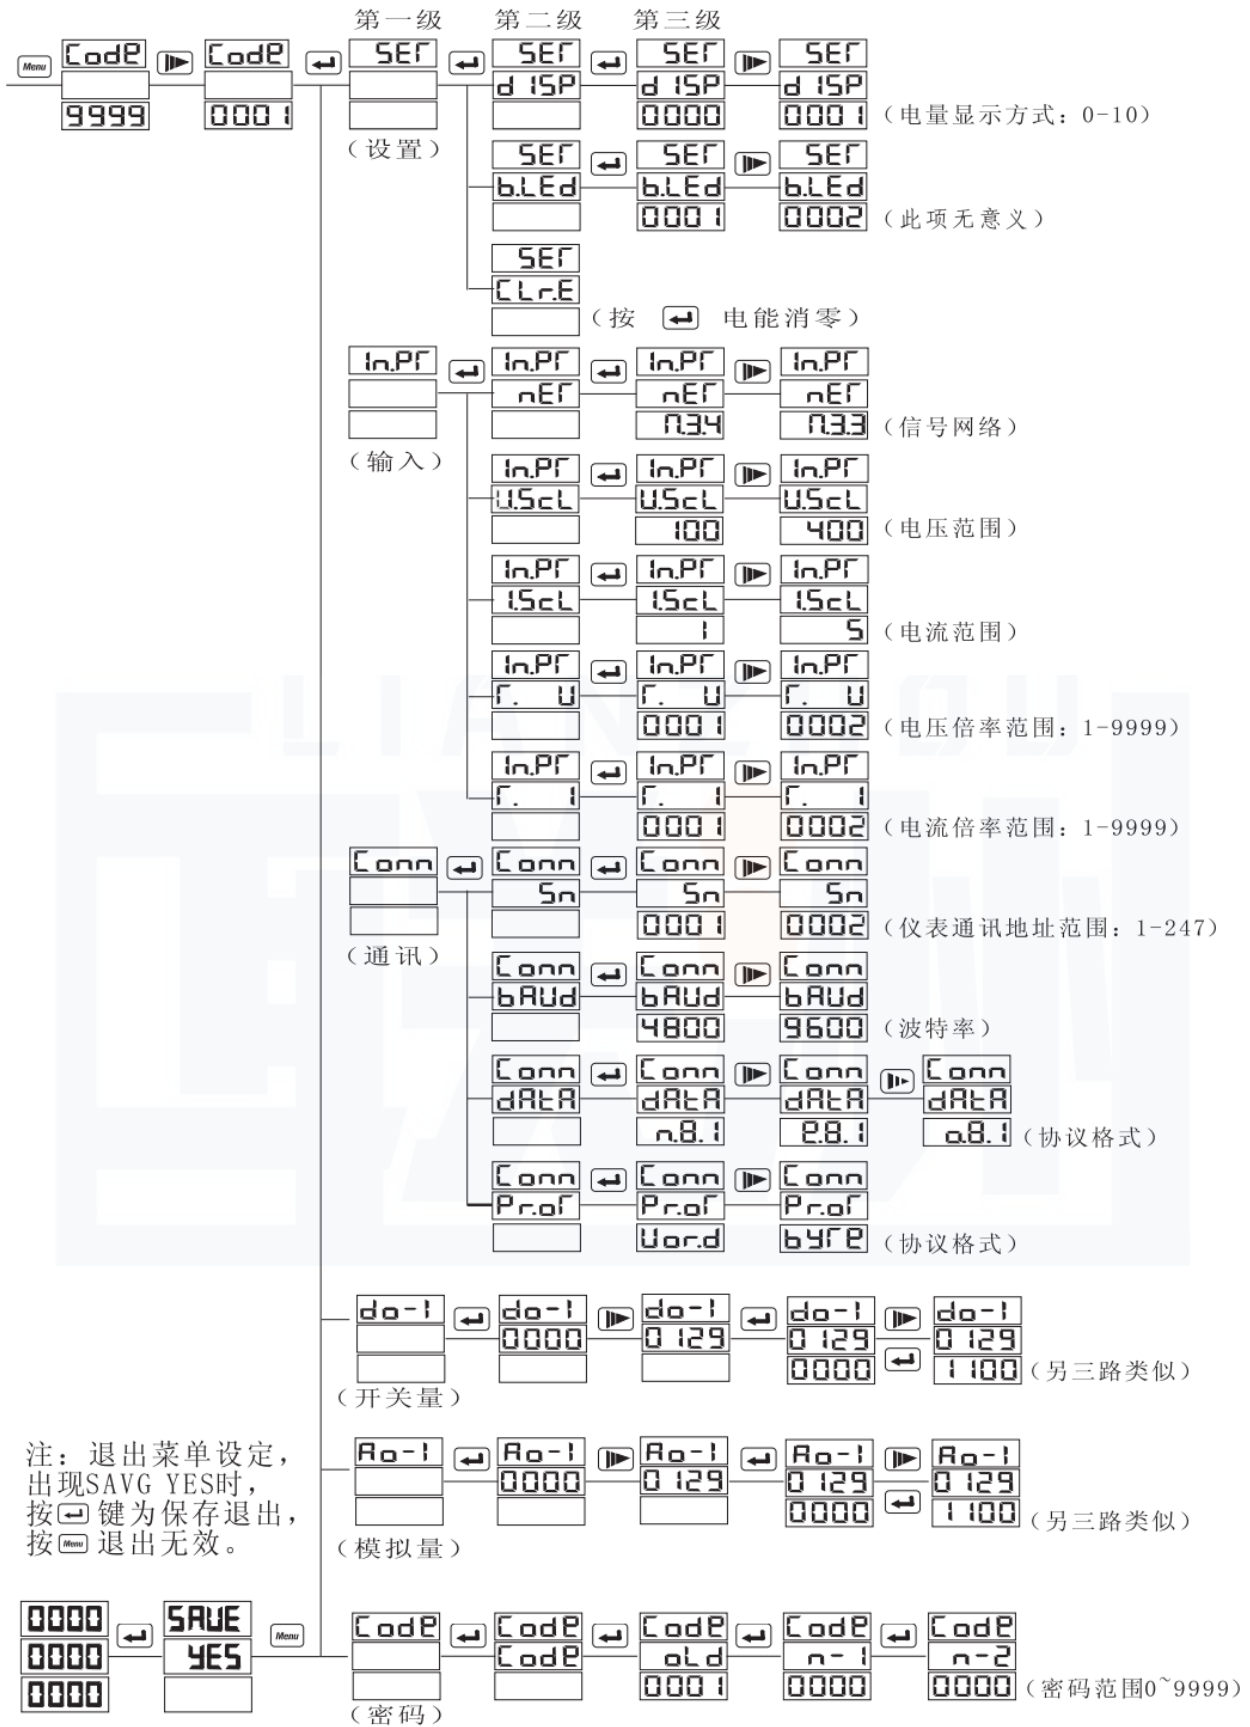 第一级 第二级 第三级
Code Code SET SET SET SET
Menu
dISP dISP dISP
9999 0001 0000 0001 (电量显示方式：0-10)
(设置)
SET SET SET
b.LEd b.LEd b.LEd
0001 0002 (此项无意义)
SET
CLr.E
(按 电能消零)
In.PT In.PT In.PT In.PT
nET nET nET
n.3.4 n.3.3 (信号网络)
(输入)
In.PT In.PT In.PT
U.ScL U.ScL U.ScL
100 400 (电压范围)
In.PT In.PT In.PT
I.ScL I.ScL I.ScL
1 5 (电流范围)
In.PT In.PT In.PT
LIANZHOU
T. U T. U T. U
0001 0002 (电压倍率范围：1-9999)
In.PT In.PT In.PT
T. I T. I T. I
0001 0002 (电流倍率范围：1-9999)
Conn Conn Conn Conn
Sn Sn Sn
0001 0002 (仪表通讯地址范围：1-247)
(通讯)
Conn Conn Conn
bAUd bAUd bAUd
4800 9600 (波特率)
Conn Conn Conn Conn
dAtA dAtA dAtA dAtA
n.8.1 e.8.1 o.8.1 (协议格式)
Conn Conn Conn
Pr.oT Pr.oT Pr.oT
Uor.d byTe (协议格式)
do-1 do-1 do-1 do-1 do-1
0000 0129 0129 0129
0000 1100 (另三路类似)
(开关量)
Ao-1 Ao-1 Ao-1 Ao-1 Ao-1
0000 0129 0129 0129
0000 1100 (另三路类似)
(模拟量)
注：退出菜单设定，
出现SAVG YES时，
按 键为保存退出，
按 Menu 退出无效。
0000 SAVE Code Code Code Code Code
Menu
0000 YES Code oLd n-1 n-2
0000 0001 0000 0000 (密码范围0~9999)
(密码)